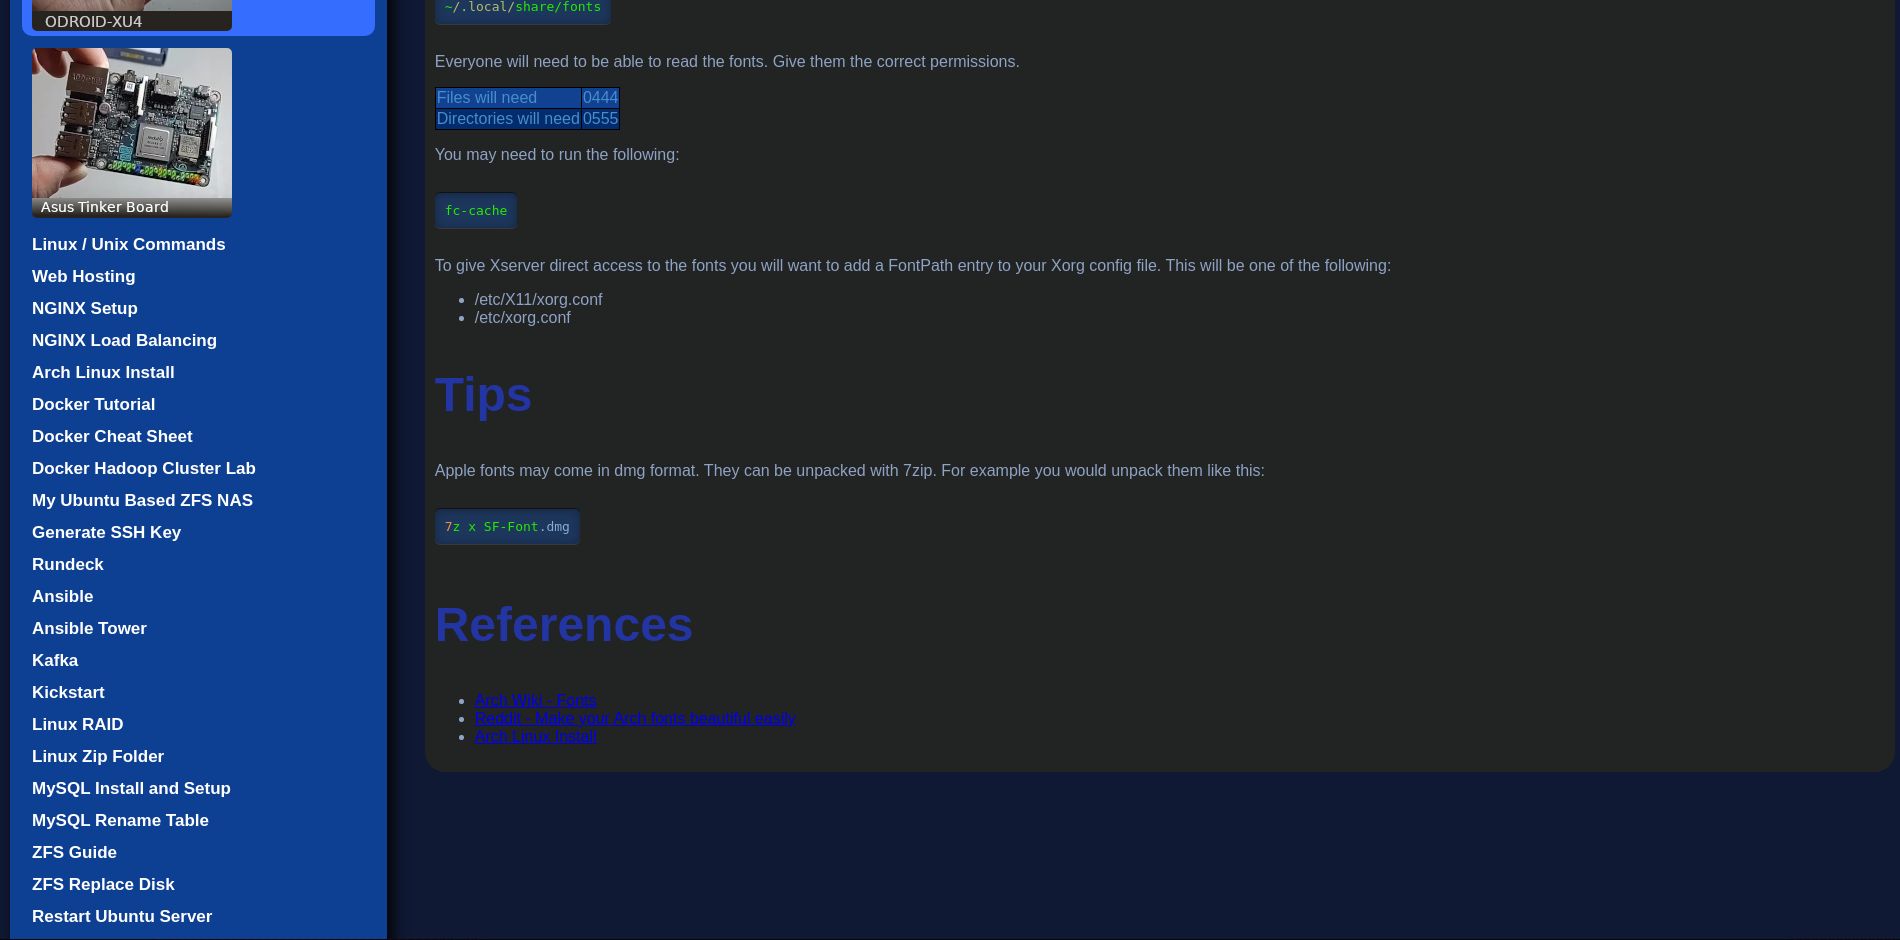 ODROID-XU4
Asus Tinker Board
Linux / Unix Commands
Web Hosting
NGINX Setup
NGINX Load Balancing
Arch Linux Install
Docker Tutorial
Docker Cheat Sheet
Docker Hadoop Cluster Lab
My Ubuntu Based ZFS NAS
Generate SSH Key
Rundeck
Ansible
Ansible Tower
Kafka
Kickstart
Linux RAID
Linux Zip Folder
MySQL Install and Setup
MySQL Rename Table
ZFS Guide
ZFS Replace Disk
Restart Ubuntu Server
~/.local/share/fonts
Everyone will need to be able to read the fonts. Give them the correct permissions.
Files will need 0444
Directories will need 0555
You may need to run the following:
fc-cache
To give Xserver direct access to the fonts you will want to add a FontPath entry to your Xorg config file. This will be one of the following:
• /etc/X11/xorg.conf
• /etc/xorg.conf
Tips
Apple fonts may come in dmg format. They can be unpacked with 7zip. For example you would unpack them like this:
7z x SF-Font.dmg
References
• Arch Wiki - Fonts
• Reddit - Make your Arch fonts beautiful easily
• Arch Linux Install